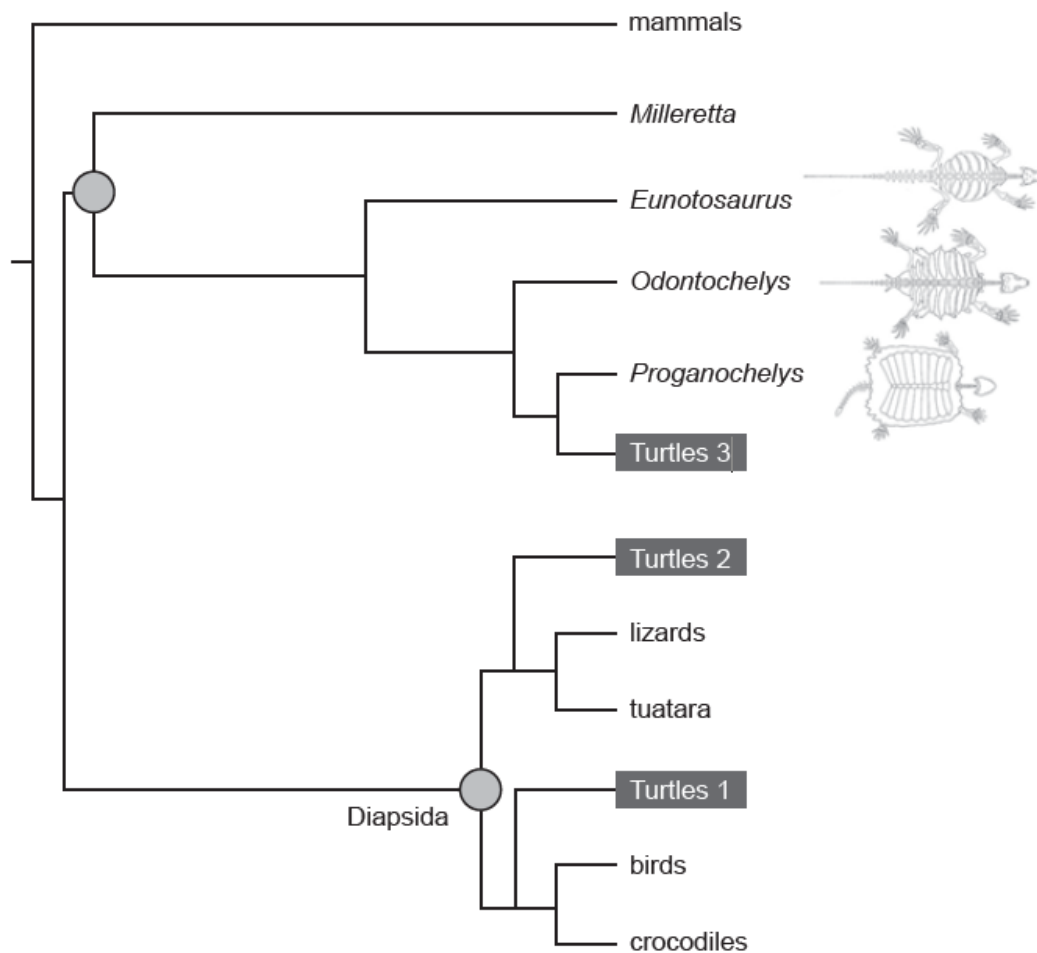 mammals
Milleretta
Eunotosaurus
Odontochelys
Proganochelys
Turtles 3
Turtles 2
lizards
tuatara
Turtles 1
Diapsida
birds
crocodiles